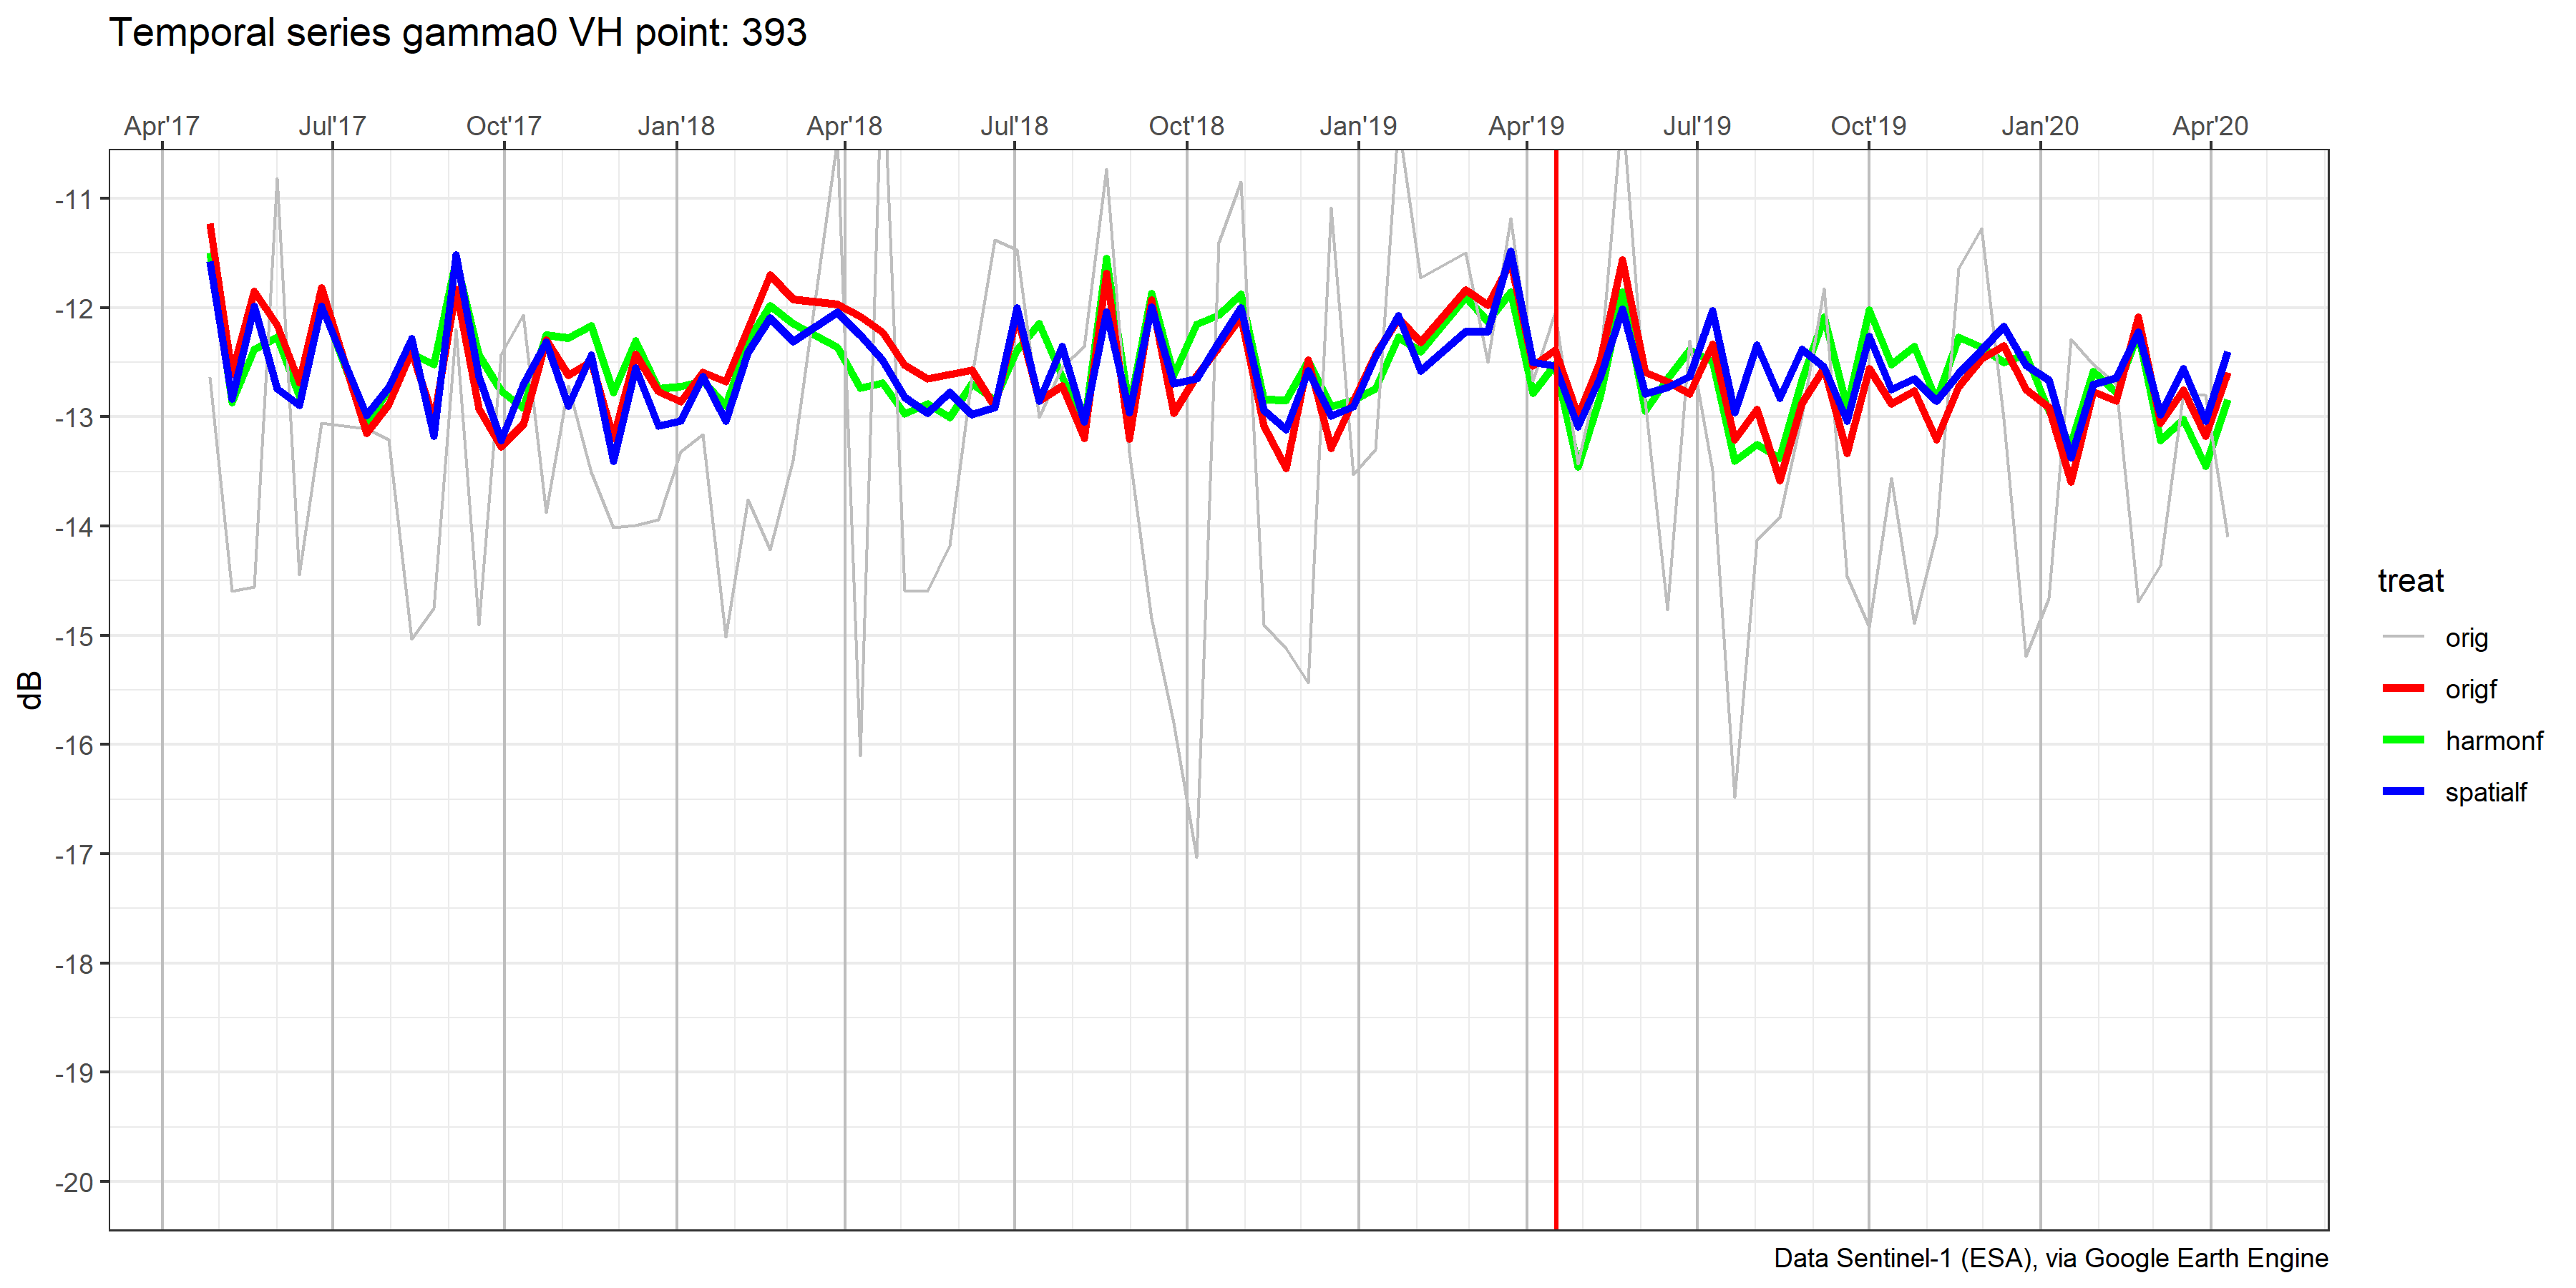 Temporal series gamma0 VH point: 393
Apr'17 Jul'17 Oct'17 Jan'18 Apr'18 Jul'18 Oct'18 Jan'19 Apr'19 Jul'19 Oct'19 Jan'20 Apr'20
-11
-12
-13
-14
-15
-16
-17
-18
-19
-20
dB
treat
orig
origf
harmonf
spatialf
Data Sentinel-1 (ESA), via Google Earth Engine